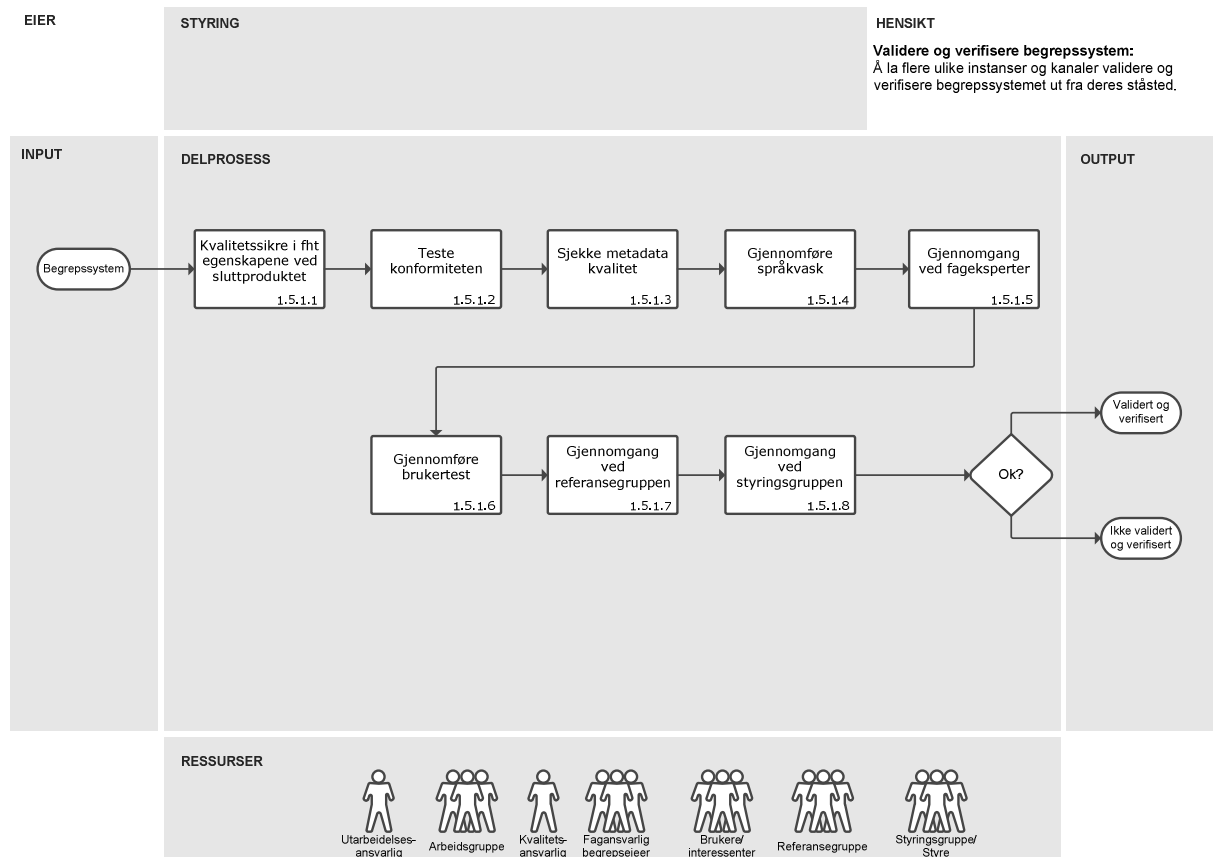 EIER
STYRING
HENSIKT
Validere og verifisere begrepssystem:
Å la flere ulike instanser og kanaler validere og
verifisere begrepssystemet ut fra deres ståsted.
INPUT
DELPROSESS
OUTPUT
Begrepssystem
Kvalitetssikre i fht
egenskapene ved
sluttproduktet
1.5.1.1
Teste
konformiteten
1.5.1.2
Sjekke metadata
kvalitet
1.5.1.3
Gjennomføre
språkvask
1.5.1.4
Gjennomgang
ved fageksperter
1.5.1.5
Gjennomføre
brukertest
1.5.1.6
Gjennomgang
ved
referansegruppen
1.5.1.7
Gjennomgang
ved
styringsgruppen
1.5.1.8
Ok?
Validert og
verifisert
Ikke validert
og verifisert
RESSURSER
Utarbeidelses-
ansvarlig
Arbeidsgruppe
Kvalitets-
ansvarlig
Fagansvarlig
begrepseier
Brukere/
interessenter
Referansegruppe
Styringsgruppe/
Styre